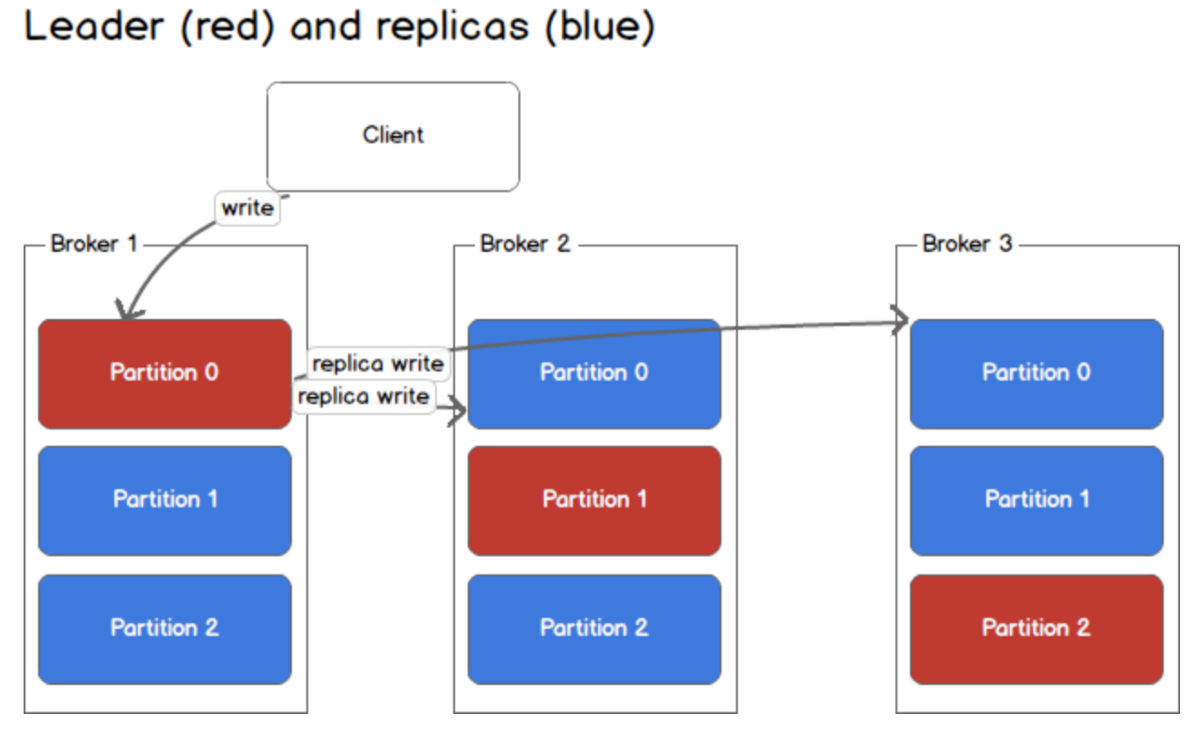 Leader (red) and replicas (blue)
Client
write
Broker 1
Broker 2
Broker 3
Partition 0
replica write
replica write
Partition 0
Partition 0
Partition 1
Partition 1
Partition 1
Partition 2
Partition 2
Partition 2